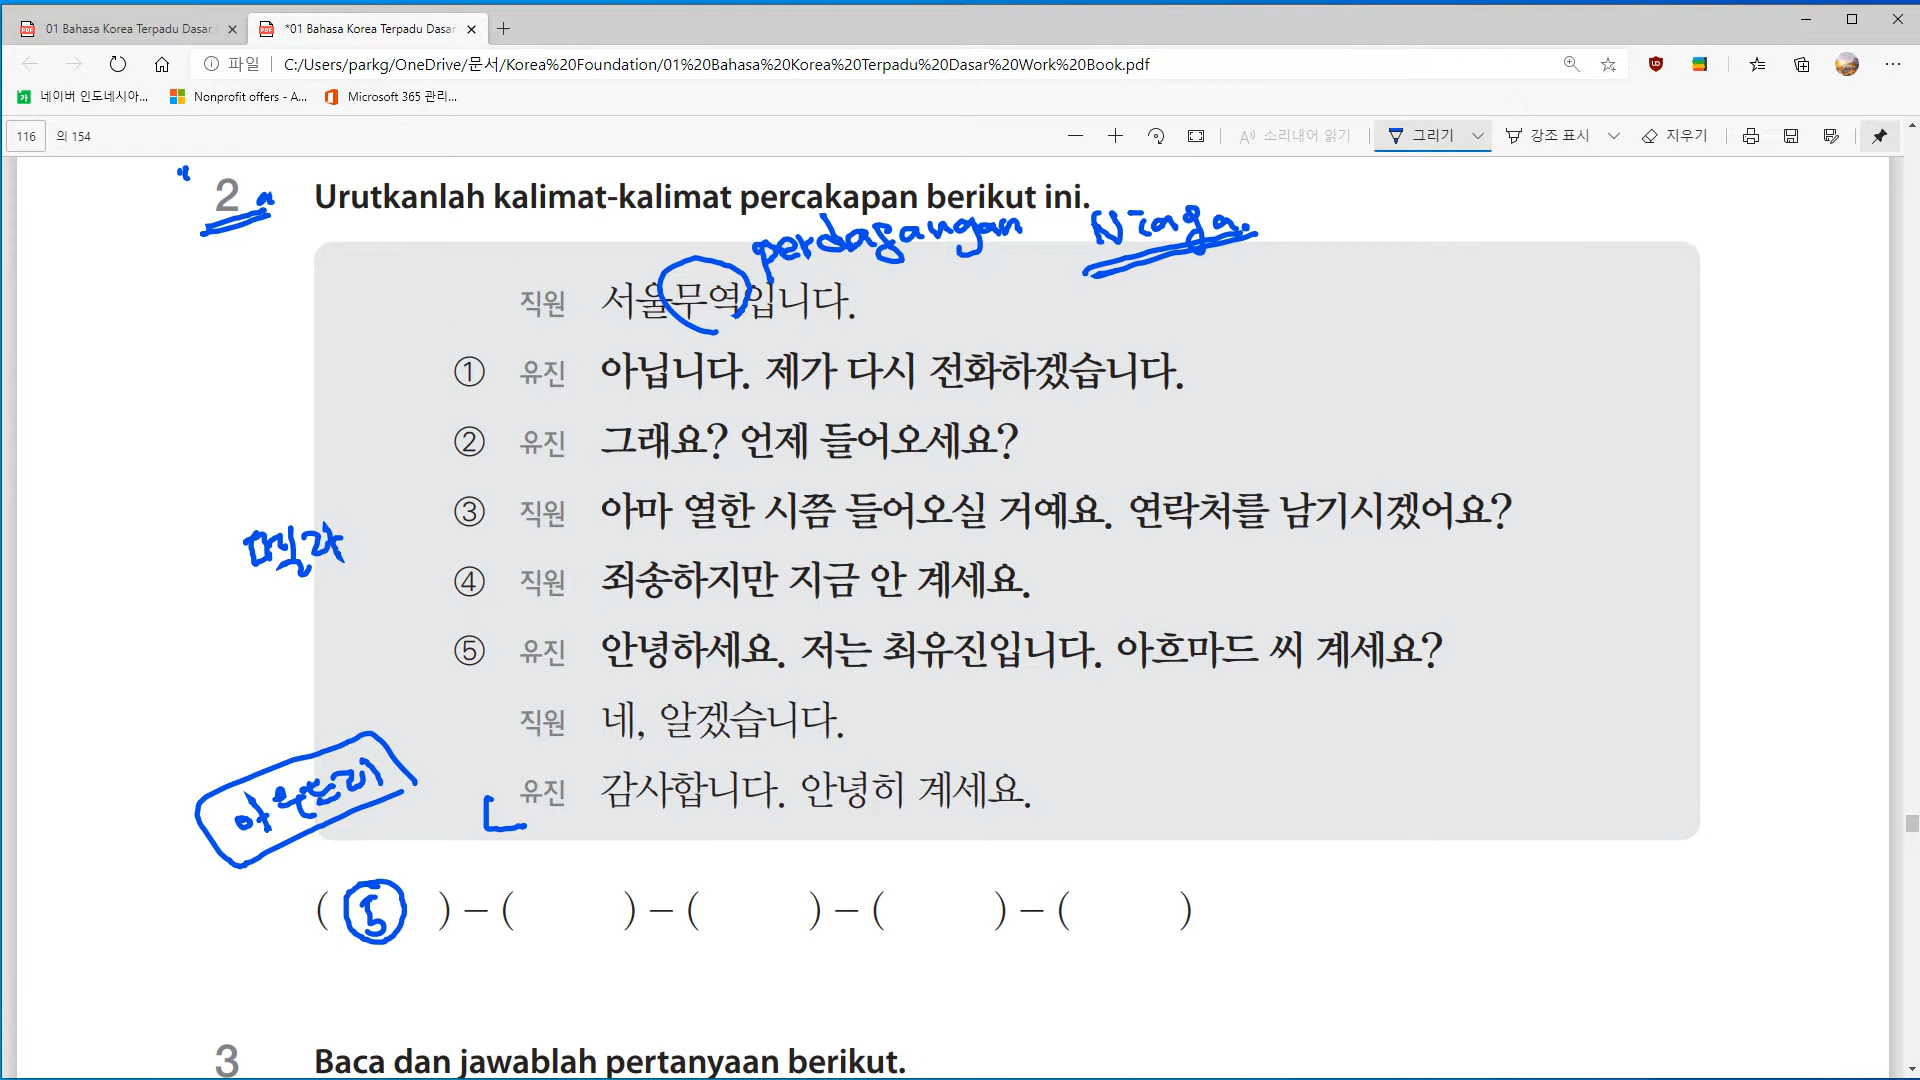 01 Bahasa Korea Terpadu Dasar
*01 Bahasa Korea Terpadu Dasar
파일 C:/Users/parkg/OneDrive/문서/Korea%20Foundation/01%20Bahasa%20Korea%20Terpadu%20Dasar%20Work%20Book.pdf
네이버 인도네시아... Nonprofit offers - A... Microsoft 365 관리...
116 의 154 소리내어 읽기 그리기 강조 표시 지우기
2 a Urutkanlah kalimat-kalimat percakapan berikut ini.
perdagangan Niaga.
직원 서울무역입니다.
① 유진 아닙니다. 제가 다시 전화하겠습니다.
② 유진 그래요? 언제 들어오세요?
③ 직원 아마 열한 시쯤 들어오실 거예요. 연락처를 남기시겠어요?
④ 직원 죄송하지만 지금 안 계세요.
⑤ 유진 안녕하세요. 저는 최유진입니다. 아흐마드 씨 계세요?
직원 네, 알겠습니다.
유진 감사합니다. 안녕히 계세요.
( 5 ) – ( ) – ( ) – ( ) – ( )
3 Baca dan jawablah pertanyaan berikut.